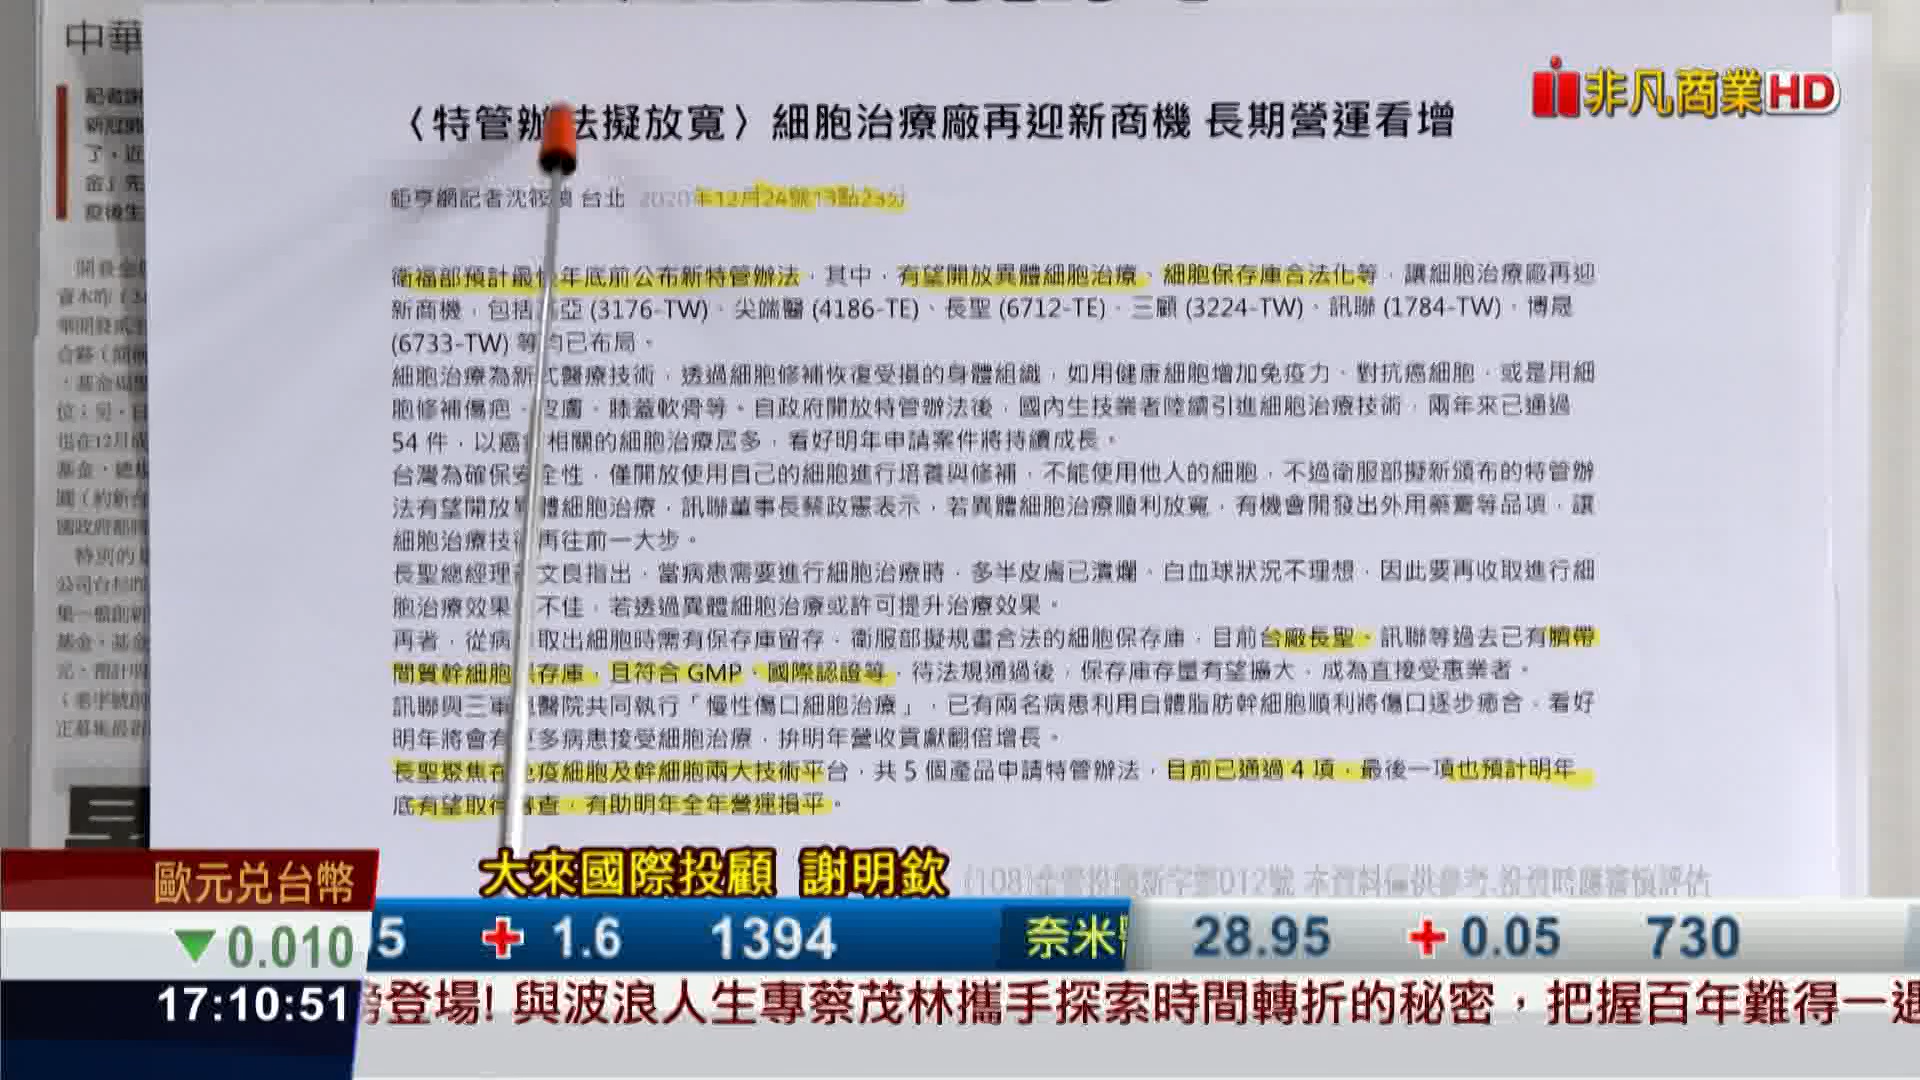 中華
非凡商業HD
〈特管辦法擬放寬〉細胞治療廠再迎新商機 長期營運看增
鉅亨網記者沈筱禎 台北 2020年12月24號13點23分
衛福部預計最快年底前公布新特管辦法，其中，有望開放異體細胞治療、細胞保存庫合法化等，讓細胞治療廠再迎
新商機，包括 亞 (3176-TW)、尖端醫 (4186-TE)、長聖 (6712-TE)、三顧 (3224-TW)、訊聯 (1784-TW)、博晟
(6733-TW) 等均已布局。
細胞治療為新式醫療技術，透過細胞修補恢復受損的身體組織，如用健康細胞增加免疫力、對抗癌細胞，或是用細
胞修補傷疤、皮膚、膝蓋軟骨等。自政府開放特管辦法後，國內生技業者陸續引進細胞治療技術，兩年來已通過
54 件，以癌症相關的細胞治療居多，看好明年申請案件將持續成長。
台灣為確保安全性，僅開放使用自己的細胞進行培養與修補，不能使用他人的細胞，不過衛服部擬新頒布的特管辦
法有望開放異體細胞治療，訊聯董事長蔡政憲表示，若異體細胞治療順利放寬，有機會開發出外用藥膏等品項，讓
細胞治療技術再往前一大步。
長聖總經理 文良指出，當病患需要進行細胞治療時，多半皮膚已潰爛、白血球狀況不理想，因此要再收取進行細
胞治療效果 不佳，若透過異體細胞治療或許可提升治療效果。
再者，從病 取出細胞時需有保存庫留存，衛服部擬規畫合法的細胞保存庫，目前台廠長聖、訊聯等過去已有臍帶
間質幹細胞保存庫，且符合 GMP、國際認證等，待法規通過後，保存庫存量有望擴大，成為直接受惠業者。
訊聯與三軍總醫院共同執行「慢性傷口細胞治療」，已有兩名病患利用自體脂肪幹細胞順利將傷口逐步癒合，看好
明年將會有更多病患接受細胞治療，拚明年營收貢獻翻倍增長。
長聖聚焦在免疫細胞及幹細胞兩大技術平台，共 5 個產品申請特管辦法，目前已通過 4 項，最後一項也預計明年
底有望取得審查，有助明年全年營運損平。
大來國際投顧 謝明欽
歐元兌台幣
▼0.010 5 + 1.6 1394 奈米 28.95 + 0.05 730
17:10:51 登場! 與波浪人生專蔡茂林攜手探索時間轉折的秘密，把握百年難得一遇